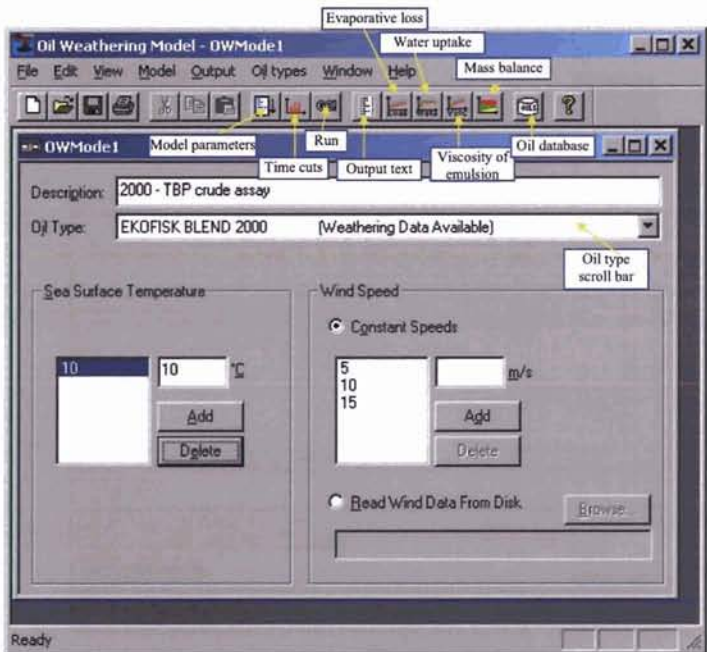 Evaporative loss
Oil Weathering Model - OWMode1
Water uptake
File Edit View Model Output Oil types Window Help
Mass balance
OWMode1
Model parameters
Run
Oil database
Time cuts
Output text
Viscosity of
emulsion
Description: 2000 - TBP crude assay
Oil Type: EKOFISK BLEND 2000 (Weathering Data Available)
Oil type
scroll bar
Sea Surface Temperature
Wind Speed
Constant Speeds
10 10 °C
5 m/s
10
15
Add
Add
Delete
Delete
Read Wind Data From Disk
Browse...
Ready